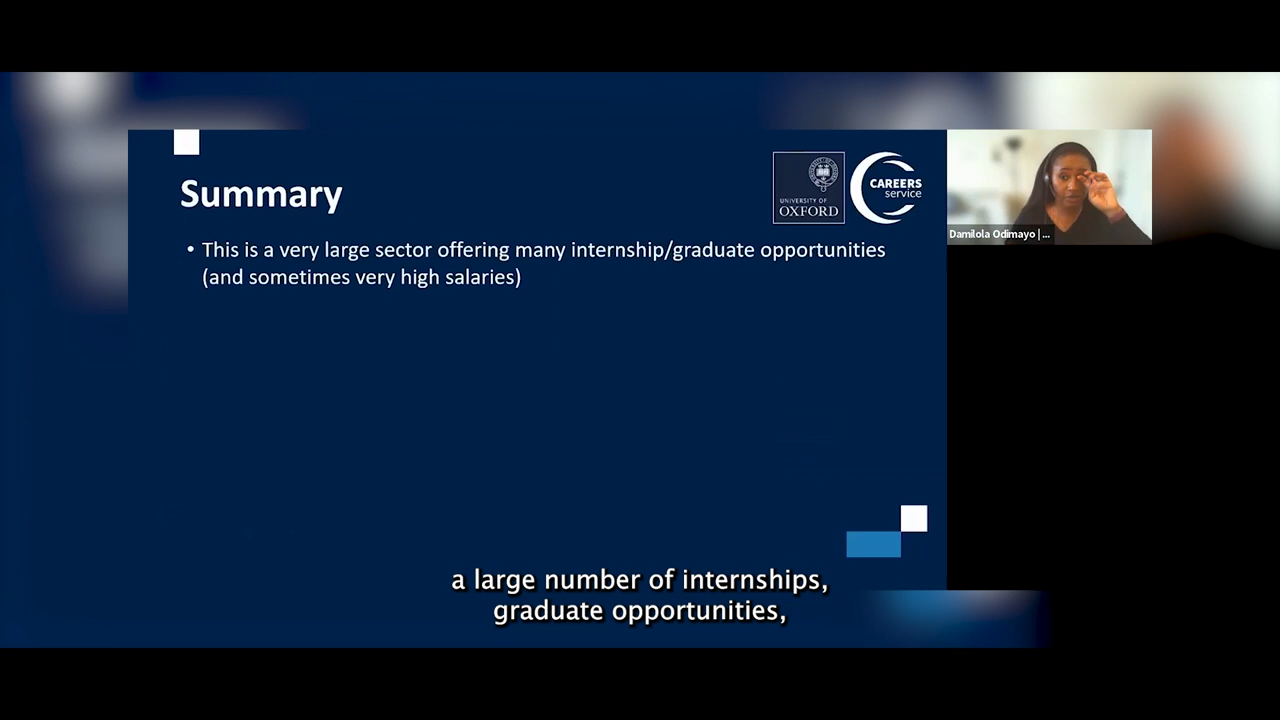 Summary
UNIVERSITY OF
OXFORD
CAREERS
service
• This is a very large sector offering many internship/graduate opportunities
(and sometimes very high salaries)
Damilola Odimayo | ...
a large number of internships,
graduate opportunities,